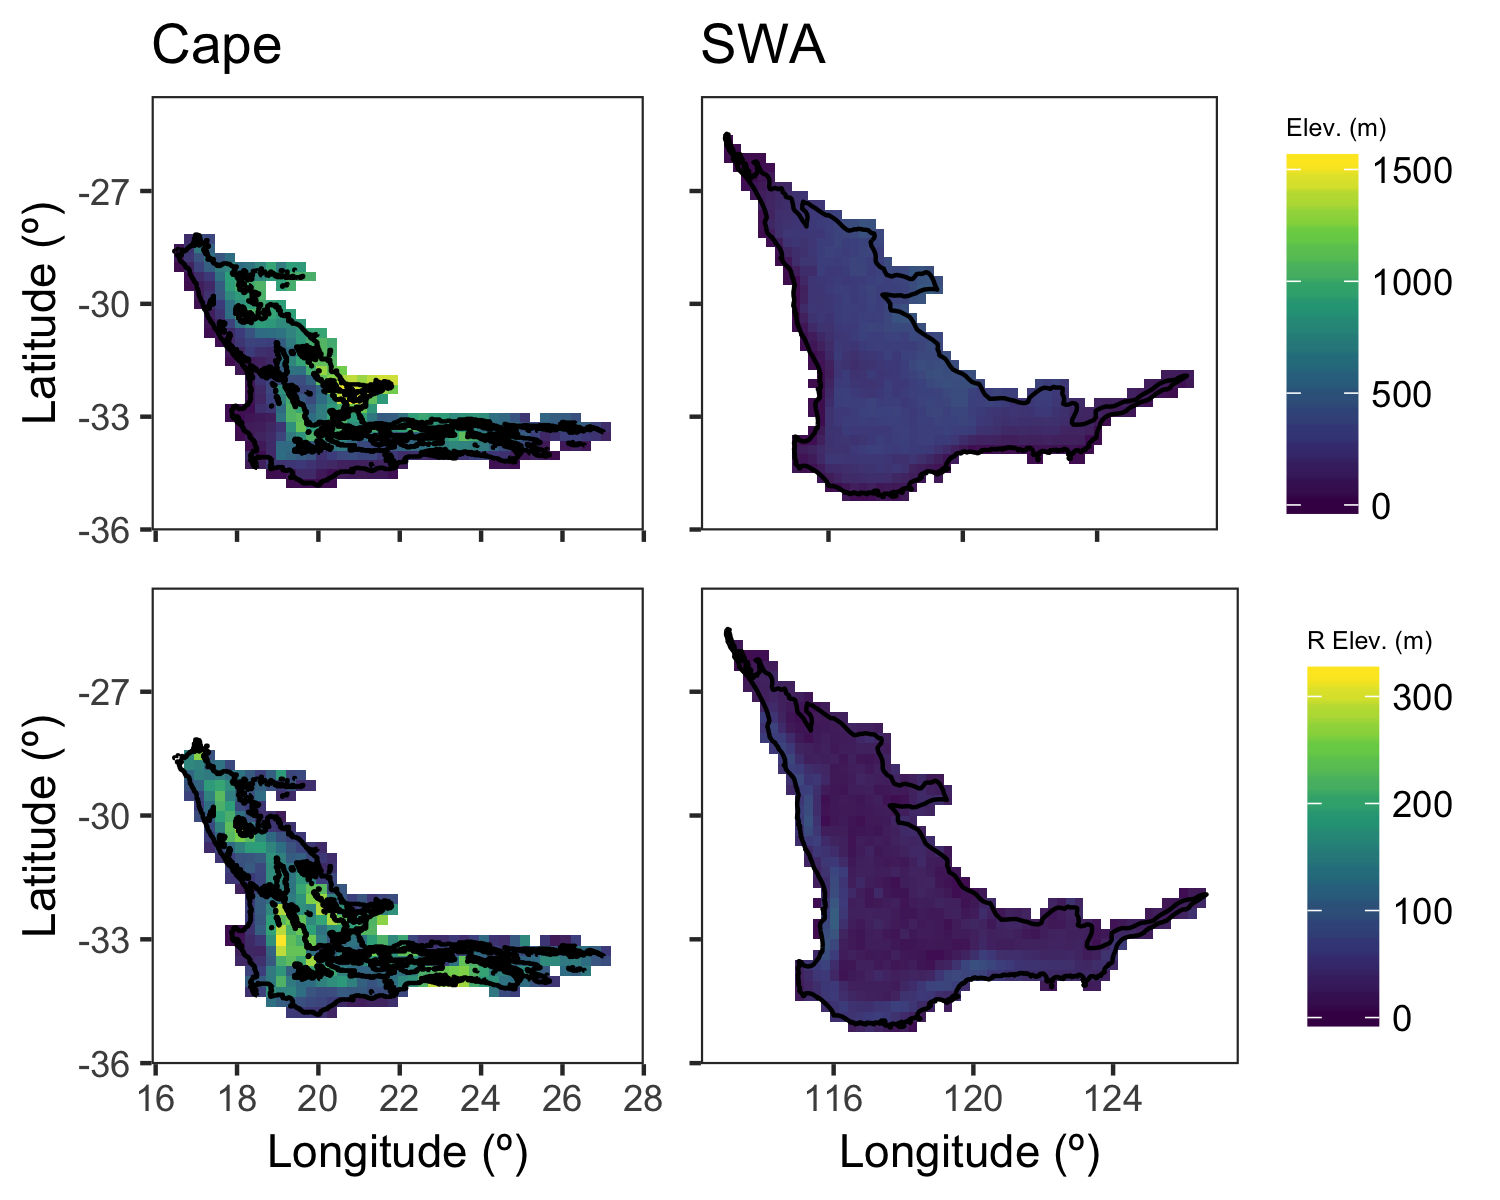 Cape
SWA
Elev. (m)
1500
1000
500
0
Latitude (º)
-27
-30
-33
-36
R Elev. (m)
300
200
100
0
Latitude (º)
-27
-30
-33
-36
16 18 20 22 24 26 28
116 120 124
Longitude (º)
Longitude (º)